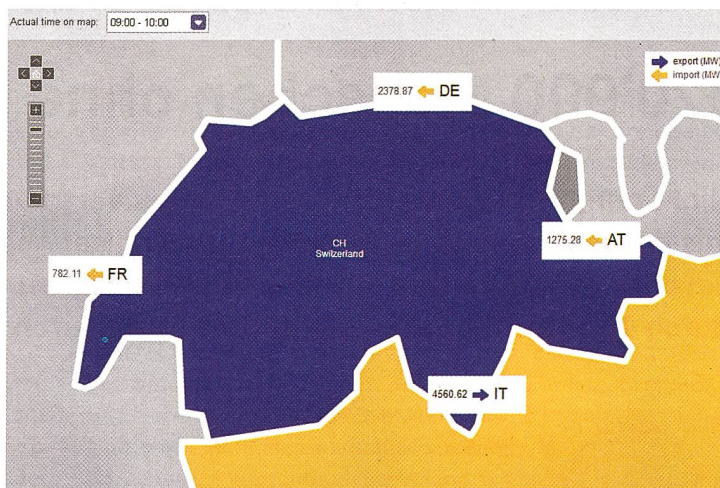 Actual time on map: 09:00 - 10:00
export (MW)
import (MW
2378.87 DE
CH
Switzerland
1275.28 AT
782.11 FR
4560.62 IT